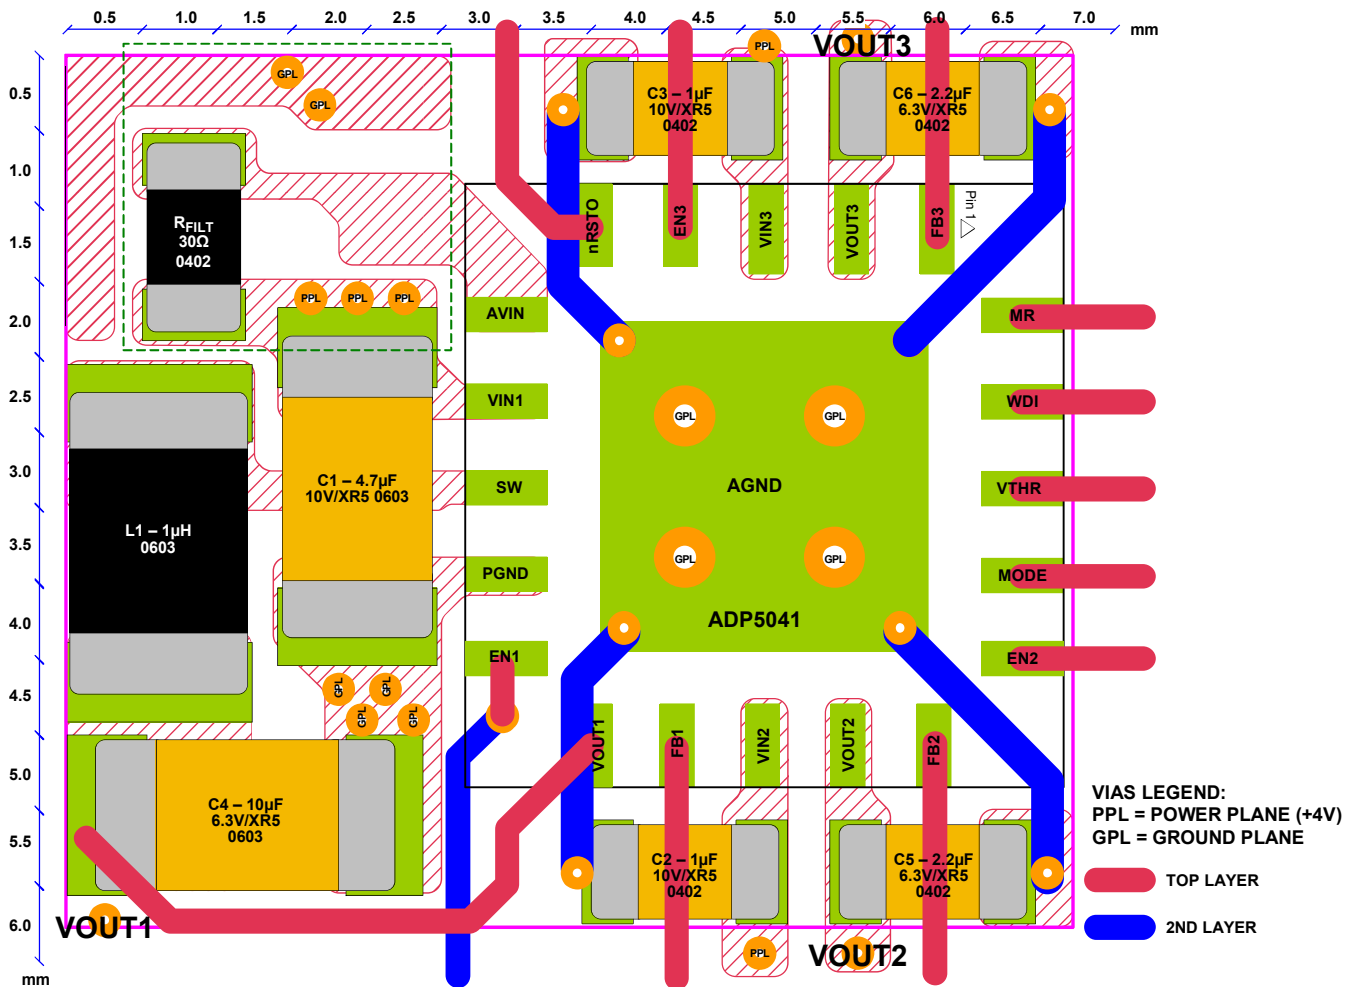 0.5 1.0 1.5 2.0 2.5 3.0 3.5 4.0 4.5 5.0 5.5 6.0 6.5 7.0 mm
0.5
1.0
1.5
2.0
2.5
3.0
3.5
4.0
4.5
5.0
5.5
6.0
mm
GPL
GPL
RFILT
30Ω
0402
PPL PPL PPL
L1 – 1µH
0603
C1 – 4.7µF
10V/XR5 0603
GPL GPL
GPL GPL
C4 – 10µF
6.3V/XR5
0603
VOUT1
PPL
VOUT3
C3 – 1µF
10V/XR5
0402
C6 – 2.2µF
6.3V/XR5
0402
nRSTO
EN3
VIN3
VOUT3
FB3
Pin 1
AVIN
VIN1
SW
PGND
EN1
MR
WDI
VTHR
MODE
EN2
GPL GPL
AGND
GPL GPL
ADP5041
VOUT1
FB1
VIN2
VOUT2
FB2
C2 – 1µF
10V/XR5
0402
C5 – 2.2µF
6.3V/XR5
0402
PPL
VOUT2
VIAS LEGEND:
PPL = POWER PLANE (+4V)
GPL = GROUND PLANE
TOP LAYER
2ND LAYER